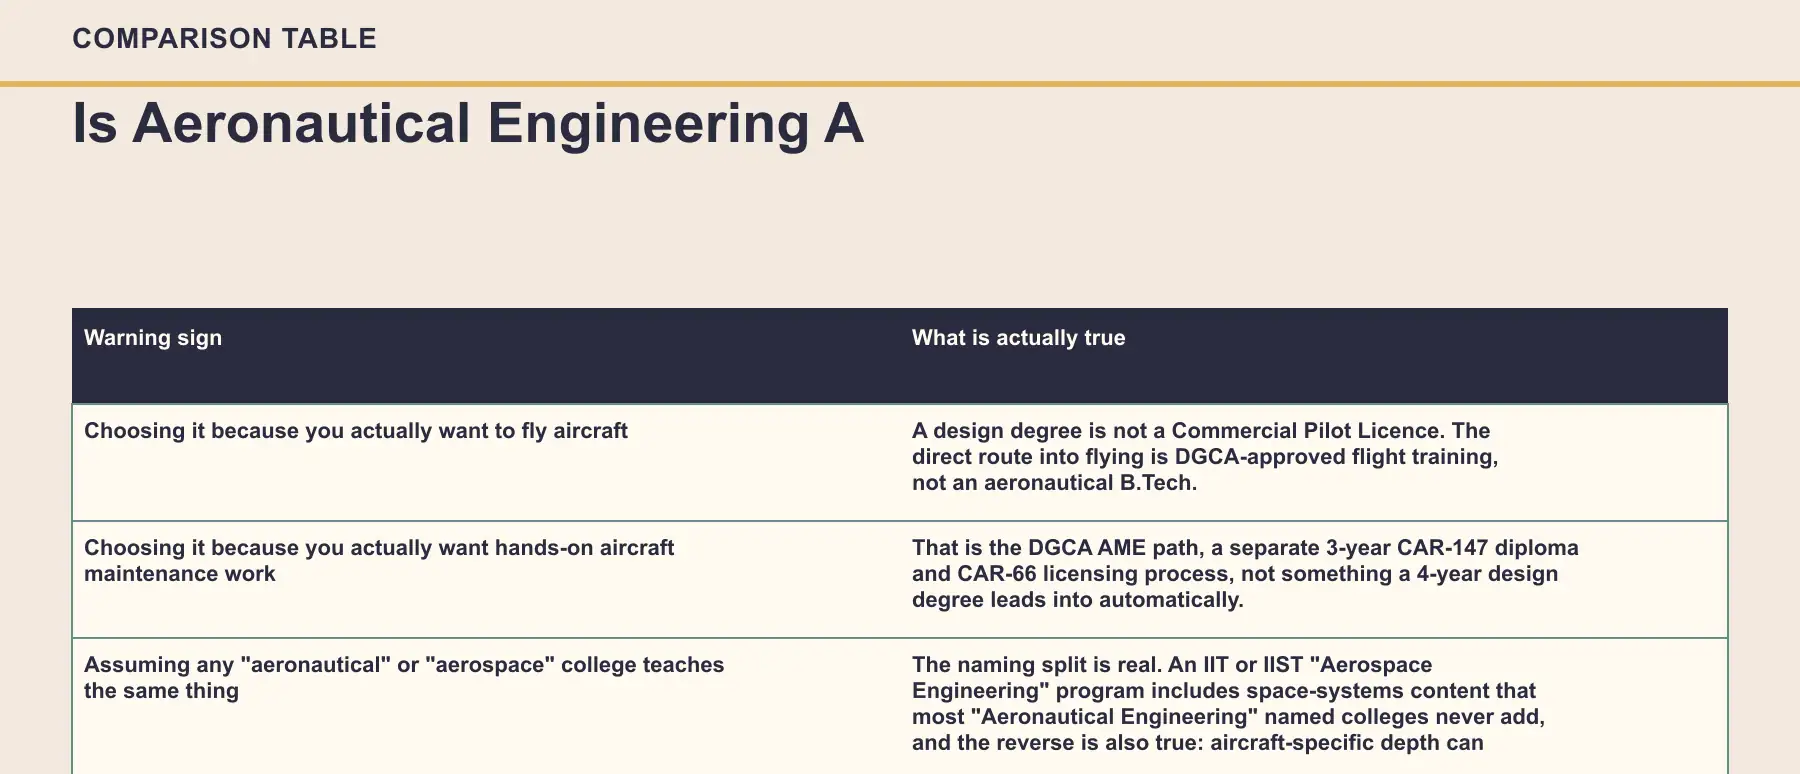 COMPARISON TABLE
Is Aeronautical Engineering A
Warning sign
What is actually true
Choosing it because you actually want to fly aircraft
A design degree is not a Commercial Pilot Licence. The
direct route into flying is DGCA-approved flight training,
not an aeronautical B.Tech.
Choosing it because you actually want hands-on aircraft
maintenance work
That is the DGCA AME path, a separate 3-year CAR-147 diploma
and CAR-66 licensing process, not something a 4-year design
degree leads into automatically.
Assuming any "aeronautical" or "aerospace" college teaches
the same thing
The naming split is real. An IIT or IIST "Aerospace
Engineering" program includes space-systems content that
most "Aeronautical Engineering" named colleges never add,
and the reverse is also true: aircraft-specific depth can